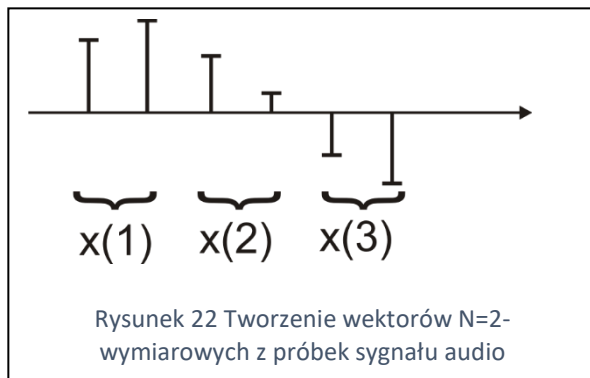 x(1) x(2) x(3)
Rysunek 22 Tworzenie wektorów N=2-
wymiarowych z próbek sygnału audio